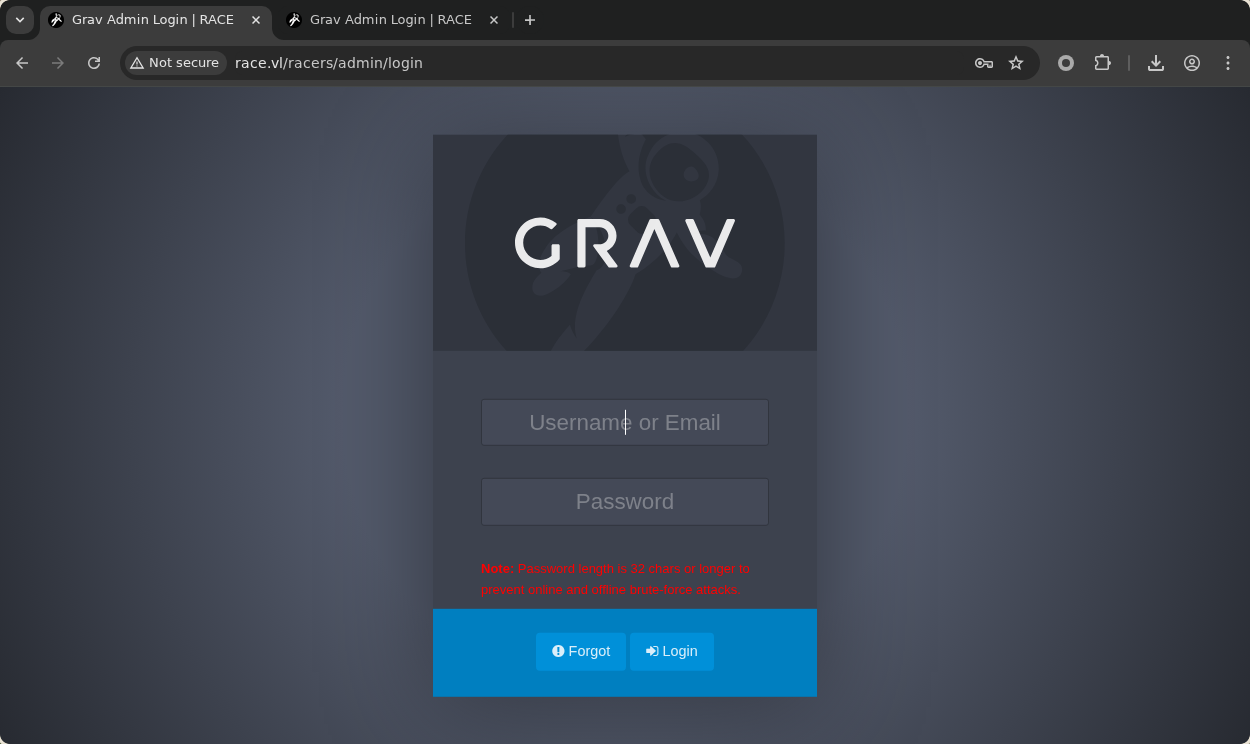 Grav Admin Login | RACE
Grav Admin Login | RACE
Not secure
race.vl/racers/admin/login
GRAV
Username or Email
Password
Note: Password length is 32 chars or longer to
prevent online and offline brute-force attacks.
Forgot
Login